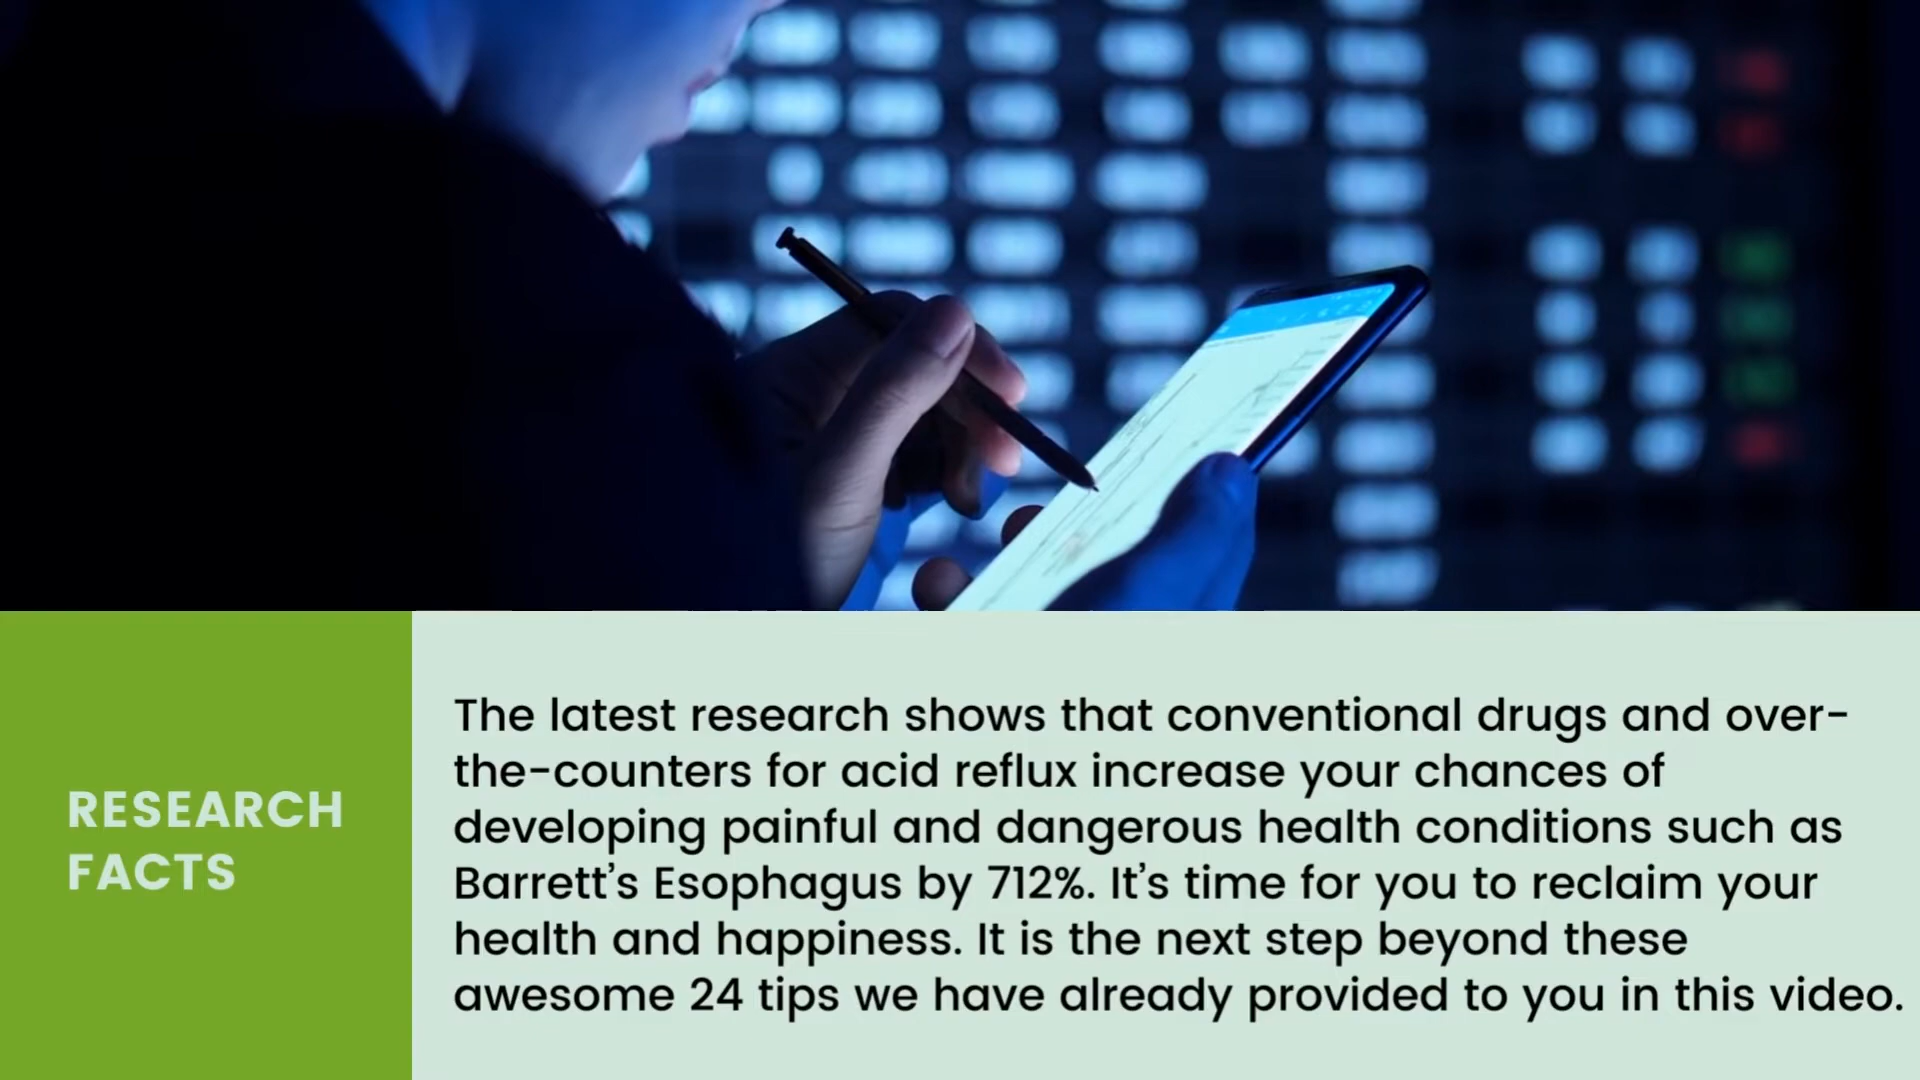 RESEARCH
FACTS
The latest research shows that conventional drugs and over-
the-counters for acid reflux increase your chances of
developing painful and dangerous health conditions such as
Barrett’s Esophagus by 712%. It’s time for you to reclaim your
health and happiness. It is the next step beyond these
awesome 24 tips we have already provided to you in this video.